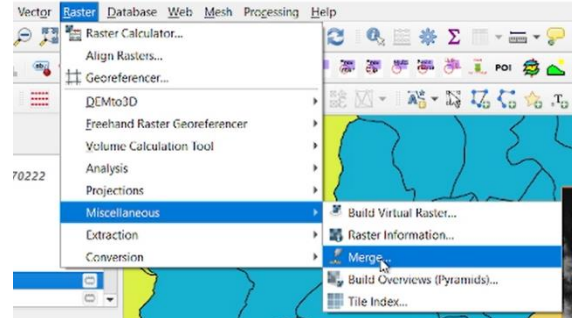 Vector Raster Database Web Mesh Processing Help
Raster Calculator...
Align Rasters...
Georeferencer...
DEMto3D
Freehand Raster Georeferencer
Volume Calculation Tool
Analysis
Projections
Miscellaneous
Extraction
Conversion
Build Virtual Raster...
Raster Information...
Merge...
Build Overviews (Pyramids)...
Tile Index...
70222
POI